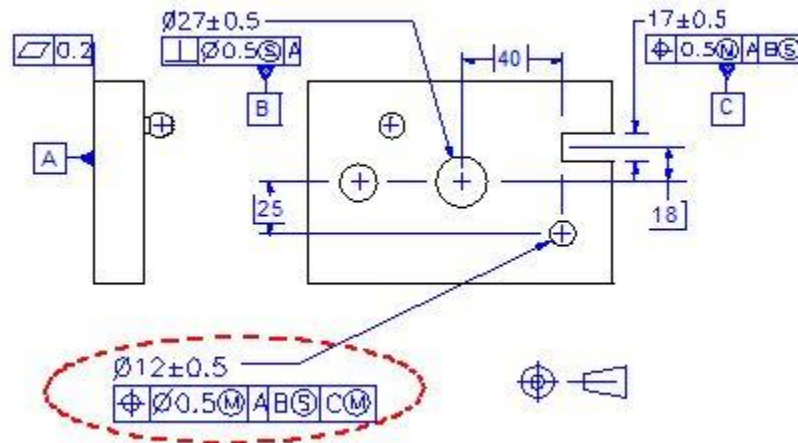 Ø27±0.5
⟂ Ø0.5Ⓢ A
B
17±0.5
⌖ 0.5Ⓜ A BⓈ
C
⏥ 0.2
A
40
25
18
Ø12±0.5
⌖ Ø0.5Ⓜ A BⓈ CⓂ